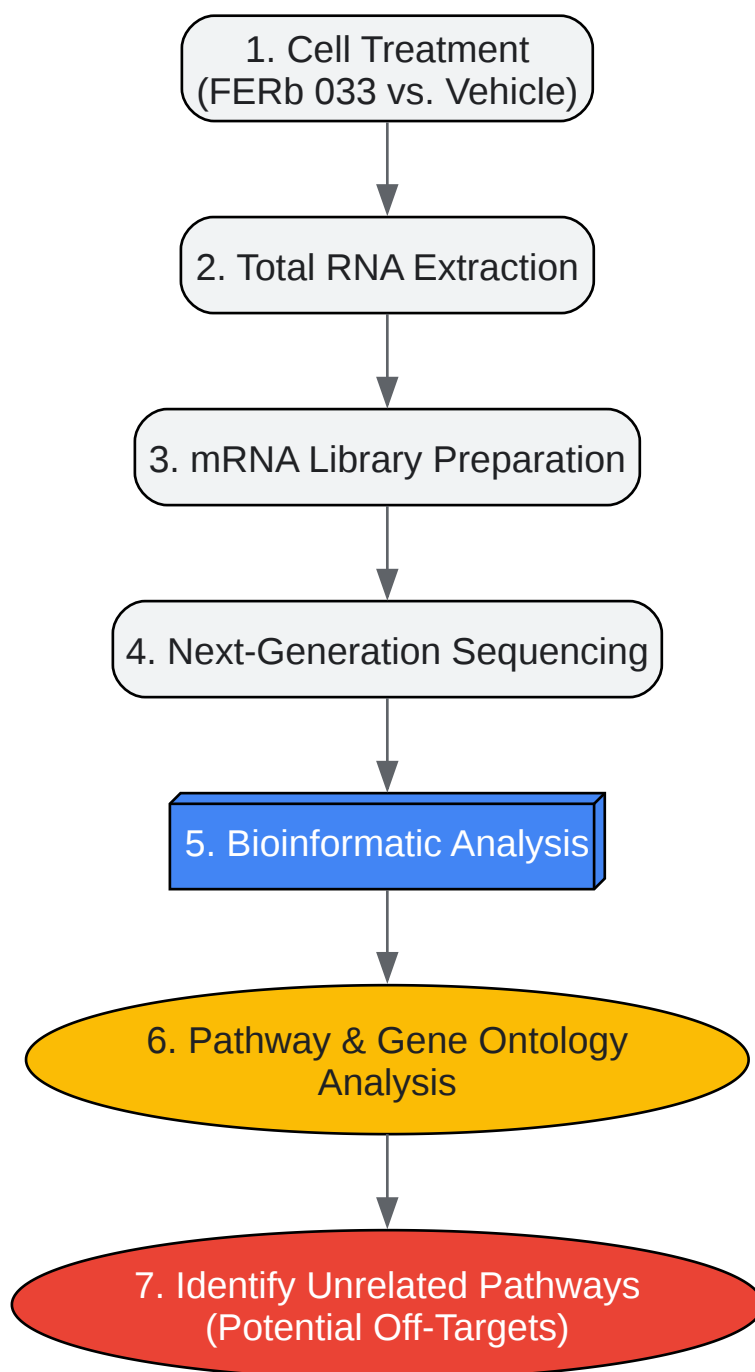 1. Cell Treatment
(FERb 033 vs. Vehicle)
2. Total RNA Extraction
3. mRNA Library Preparation
4. Next-Generation Sequencing
5. Bioinformatic Analysis
6. Pathway & Gene Ontology
Analysis
7. Identify Unrelated Pathways
(Potential Off-Targets)